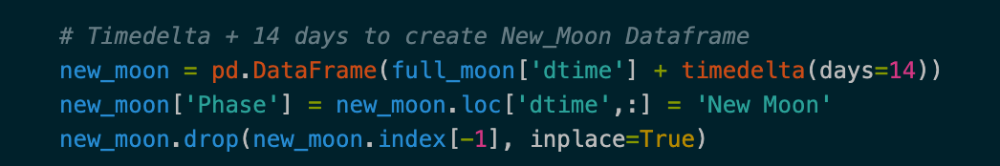 # Timedelta + 14 days to create New_Moon Dataframe
new_moon = pd.DataFrame(full_moon['dtime'] + timedelta(days=14))
new_moon['Phase'] = new_moon.loc['dtime',:] = 'New Moon'
new_moon.drop(new_moon.index[-1], inplace=True)